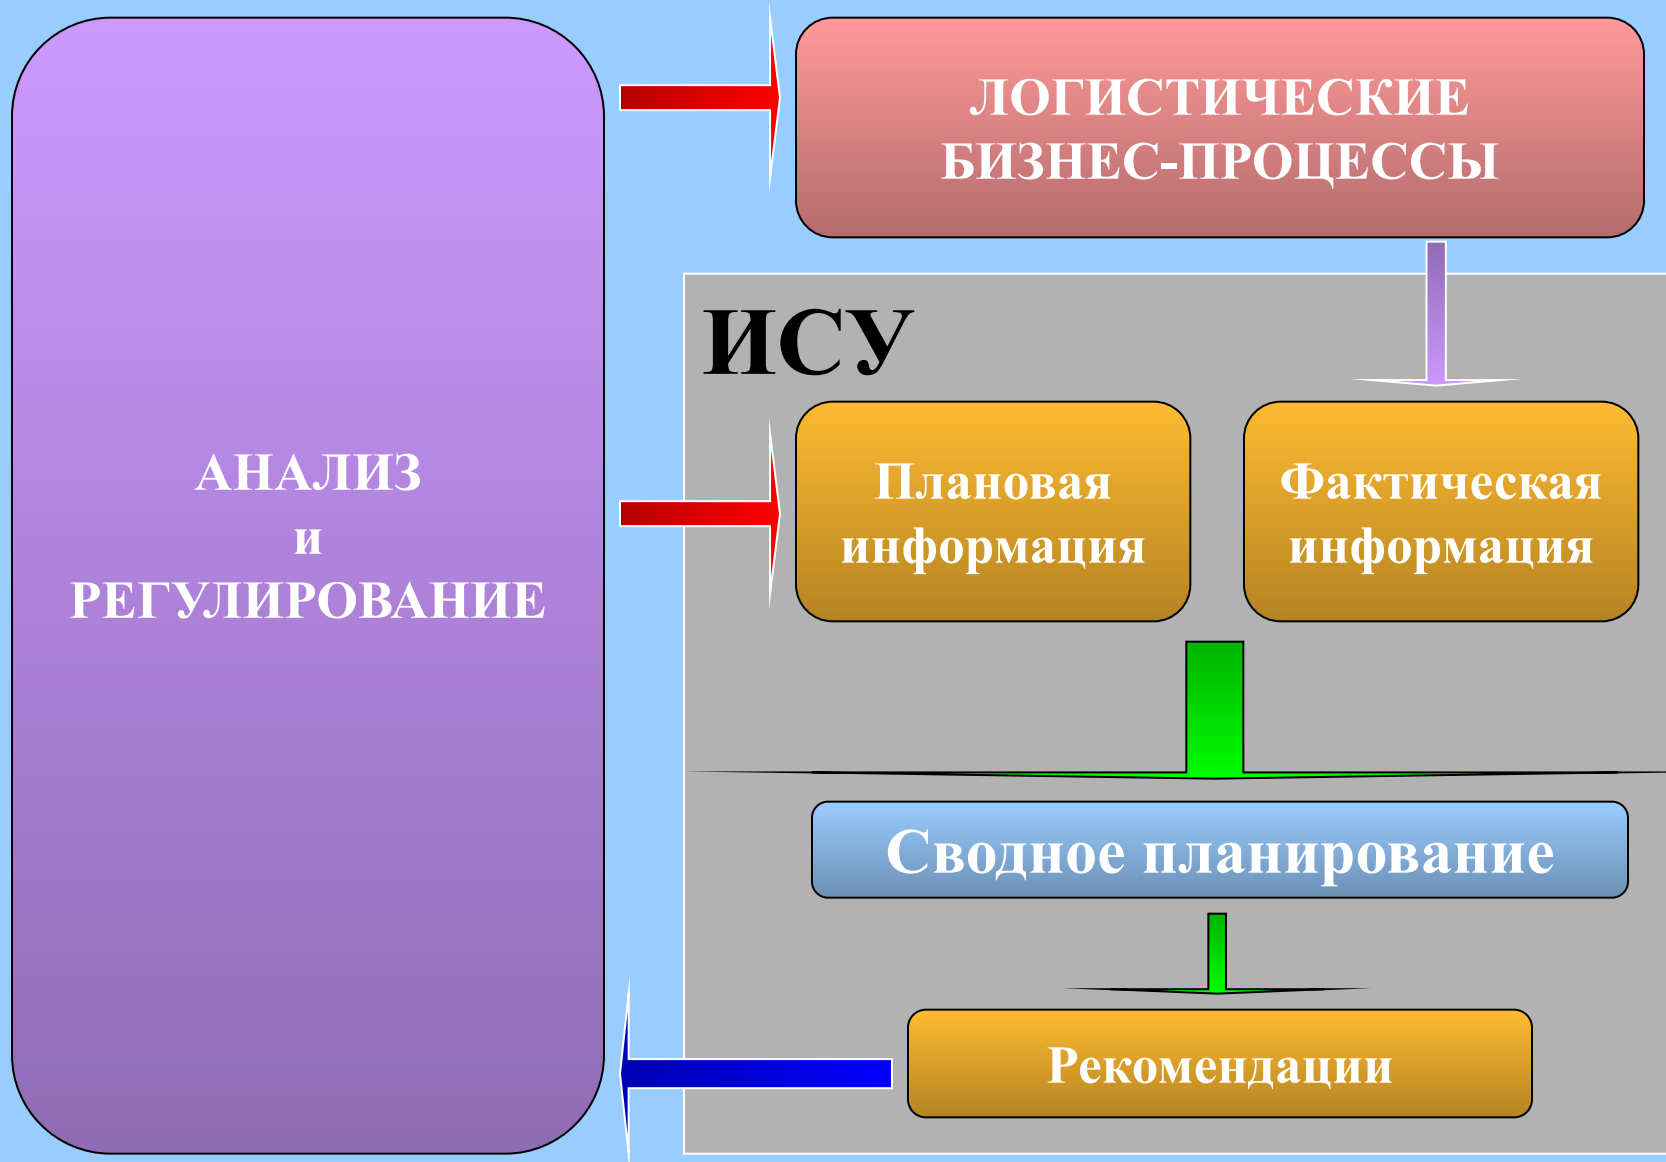 АНАЛИЗ
и
РЕГУЛИРОВАНИЕ
ЛОГИСТИЧЕСКИЕ
БИЗНЕС-ПРОЦЕССЫ
ИСУ
Плановая
информация
Фактическая
информация
Сводное планирование
Рекомендации